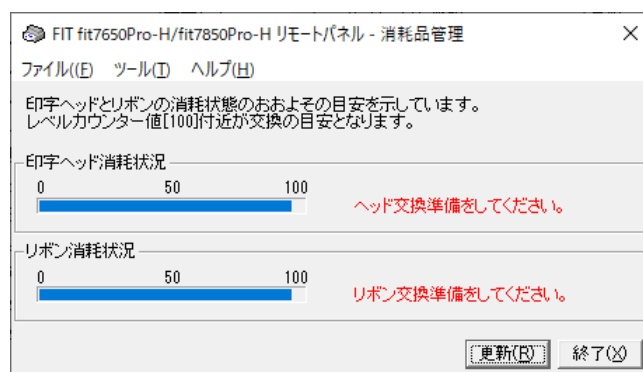 FIT fit7650Pro-H/fit7850Pro-H リモートパネル - 消耗品管理
ファイル((F) ツール(T) ヘルプ(H)
印字ヘッドとリボンの消耗状態のおおよその目安を示しています。
レベルカウンター値[100]付近が交換の目安となります。
印字ヘッド消耗状況
0 50 100
ヘッド交換準備をしてください。
リボン消耗状況
0 50 100
リボン交換準備をしてください。
更新(R) 終了(X)